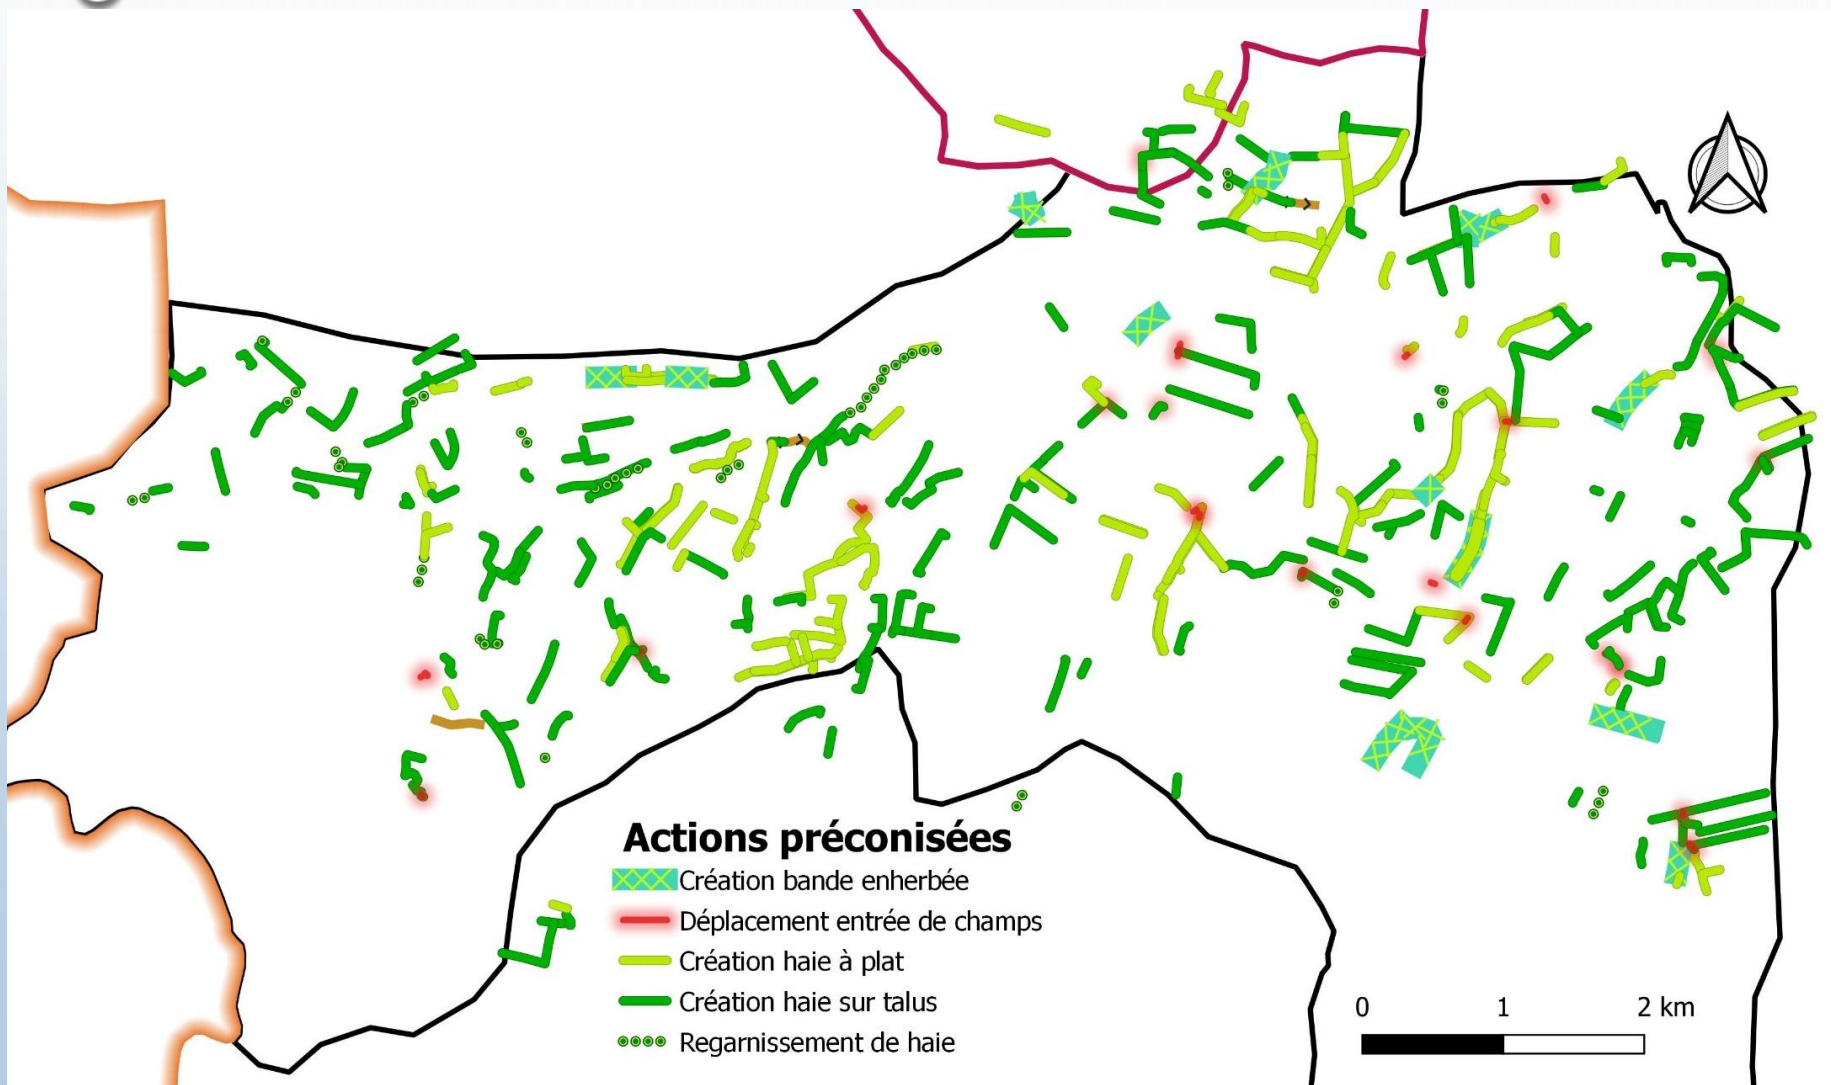 Actions préconisées
Création bande enherbée
Déplacement entrée de champs
Création haie à plat
Création haie sur talus
Regarnissement de haie
0 1 2 km